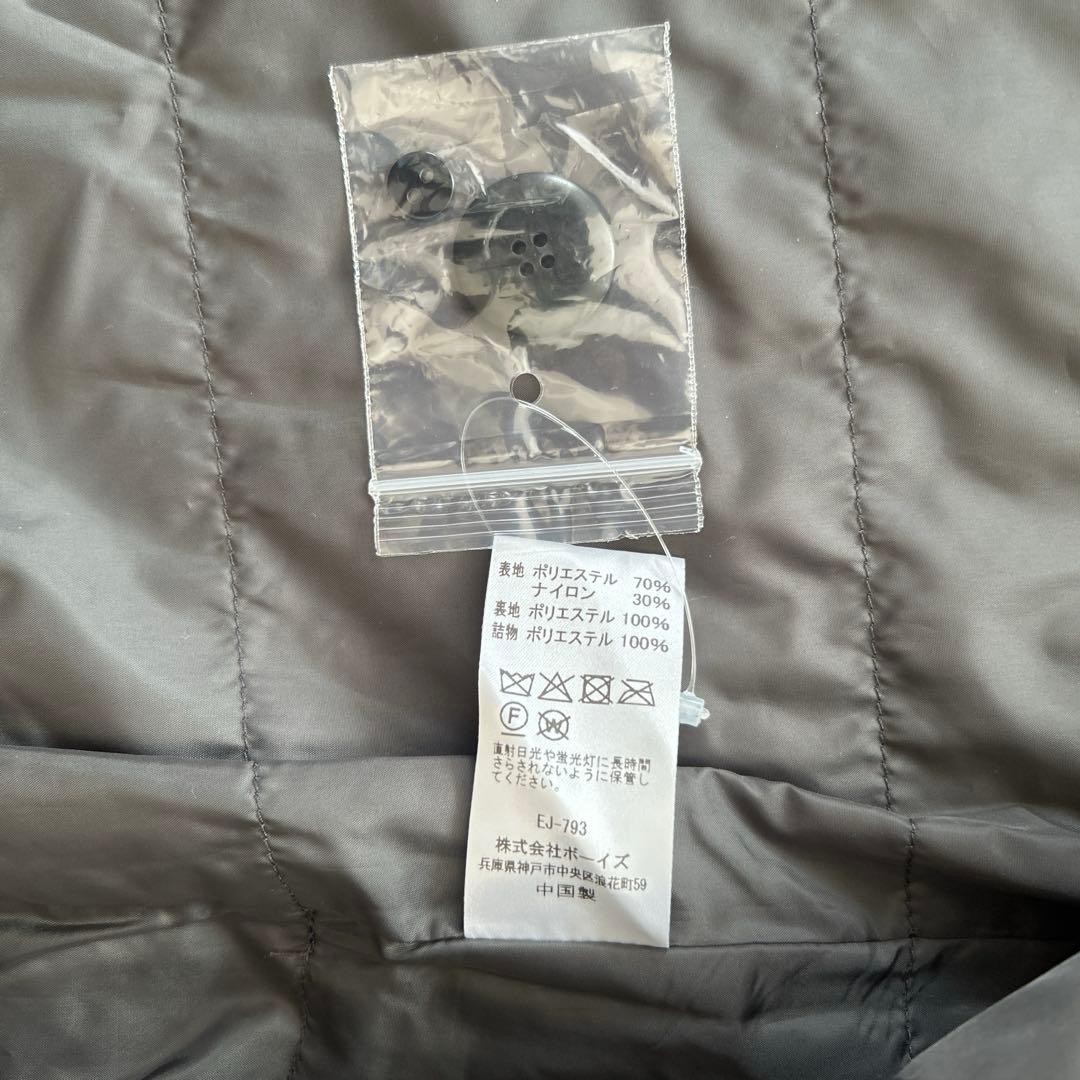 表地 ポリエステル 70%
ナイロン 30%
裏地 ポリエステル 100%
詰物 ポリエステル 100%
F W
直射日光や蛍光灯に長時間
さらされないように保管し
てください。
EJ-793
株式会社ボーイズ
兵庫県神戸市中央区浪花町59
中国製